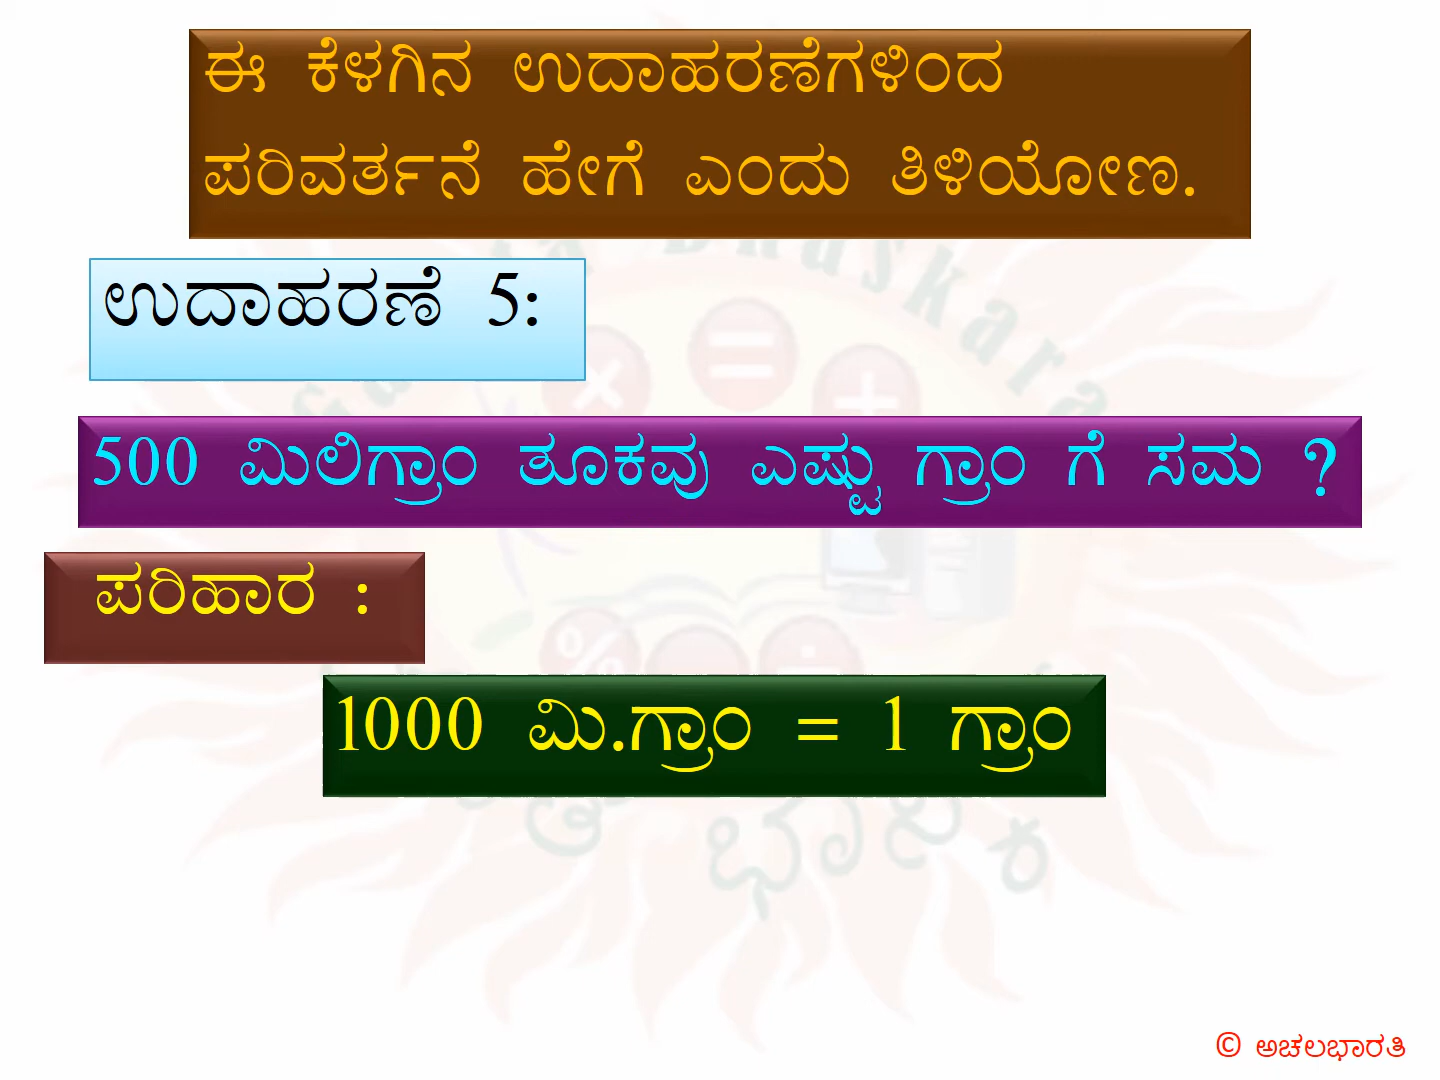 ಈ ಕೆಳಗಿನ ಉದಾಹರಣೆಗಳಿಂದ
ಪರಿವರ್ತನೆ ಹೇಗೆ ಎಂದು ತಿಳಿಯೋಣ.
ಉದಾಹರಣೆ 5:
500 ಮಿಲಿಗ್ರಾಂ ತೂಕವು ಎಷ್ಟು ಗ್ರಾಂ ಗೆ ಸಮ ?
ಪರಿಹಾರ :
1000 ಮಿ.ಗ್ರಾಂ = 1 ಗ್ರಾಂ
© ಅಚಲಭಾರತಿ